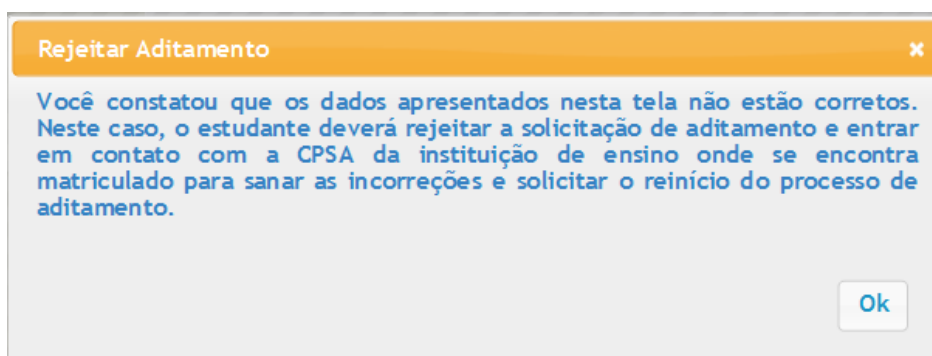 Rejeitar Aditamento
Você constatou que os dados apresentados nesta tela não estão corretos.
Neste caso, o estudante deverá rejeitar a solicitação de aditamento e entrar
em contato com a CPSA da instituição de ensino onde se encontra
matriculado para sanar as incorreções e solicitar o reinício do processo de
aditamento.
Ok